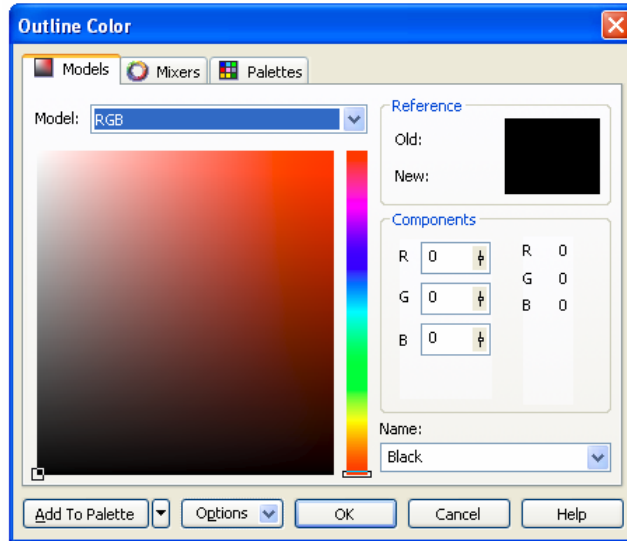 Outline Color
Models Mixers Palettes
Model: RGB
Reference
Old:
New:
Components
R 0 R 0
G 0 G 0
B 0 B 0
Name:
Black
Add To Palette Options OK Cancel Help